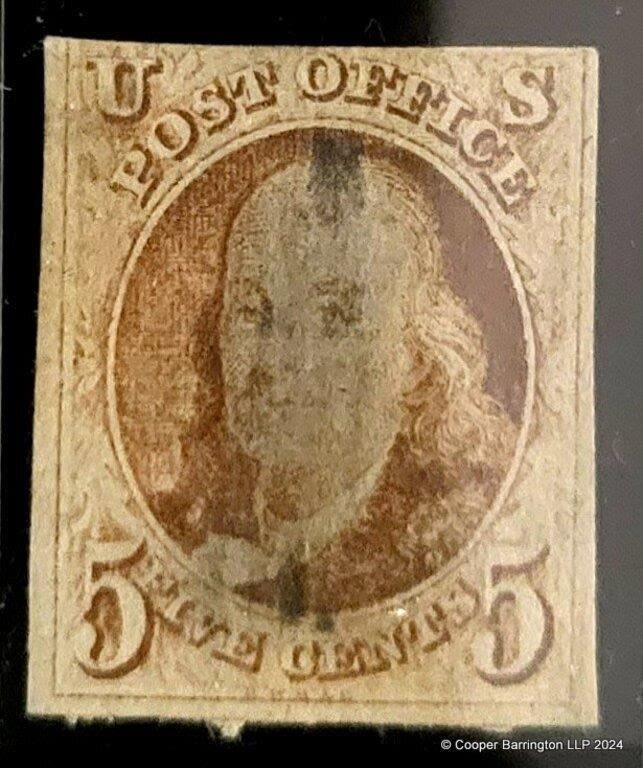 U S
POST OFFICE
5 FIVE CENTS 5
© Cooper Barrington LLP 2024